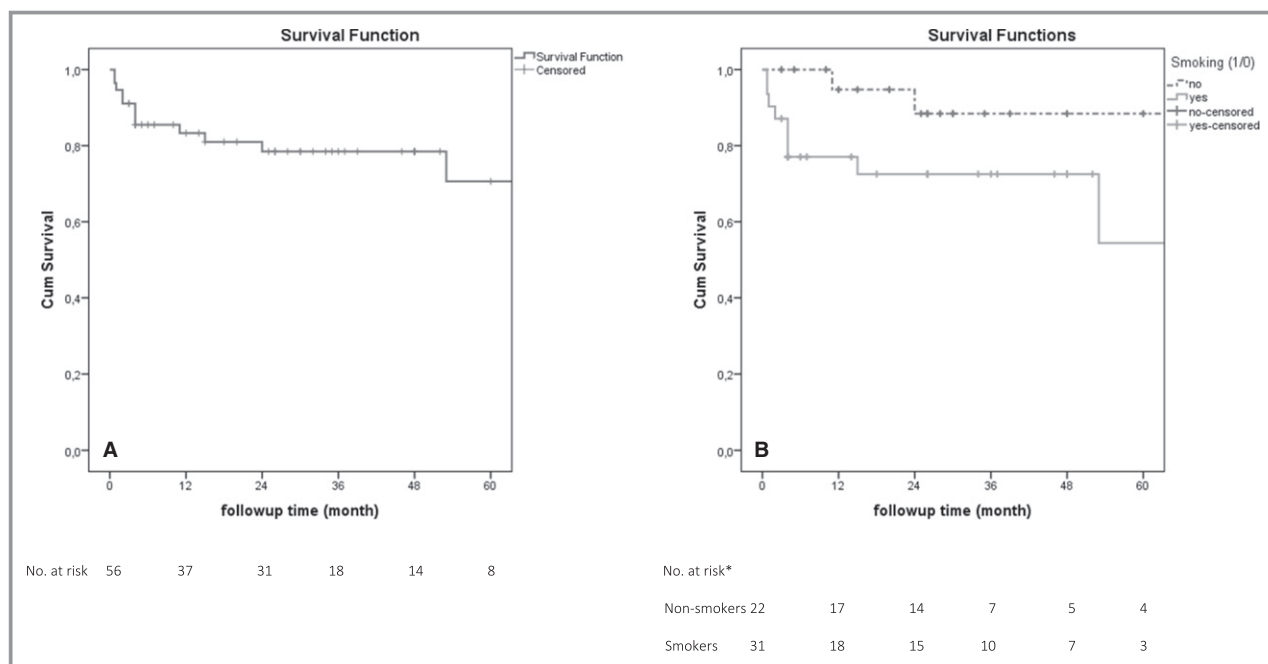 Survival Function
Survival Function
Censored
1,0
0,8
0,6
0,4
0,2
0,0
Cum Survival
A
0 12 24 36 48 60
followup time (month)
No. at risk 56 37 31 18 14 8
Survival Functions
Smoking (1/0)
no
yes
no-censored
yes-censored
1,0
0,8
0,6
0,4
0,2
0,0
Cum Survival
B
0 12 24 36 48 60
followup time (month)
No. at risk*
Non-smokers 22 17 14 7 5 4
Smokers 31 18 15 10 7 3